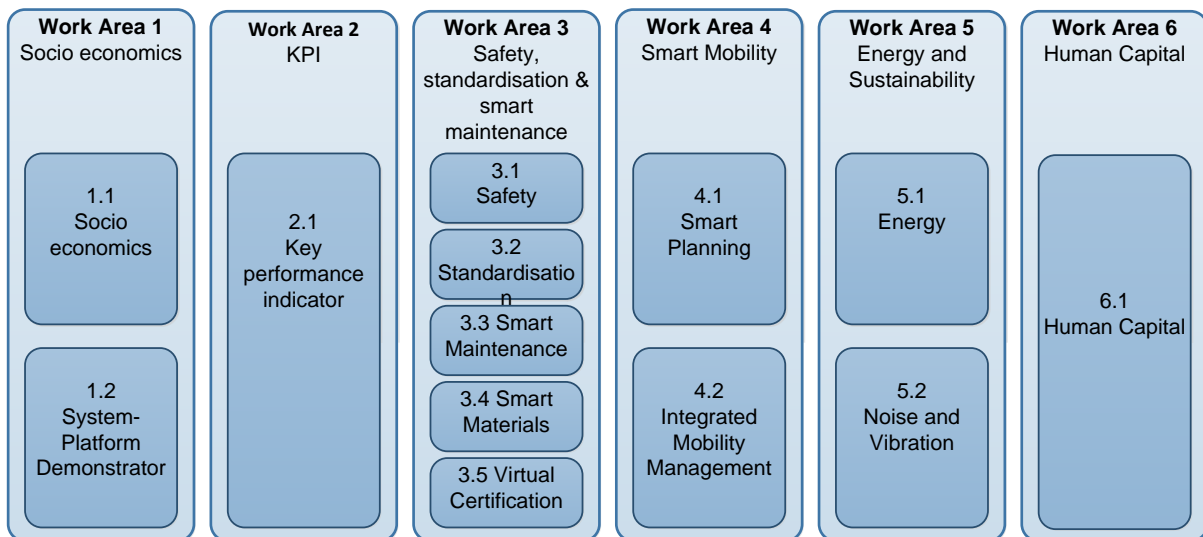 Work Area 1
Socio economics
1.1
Socio
economics
1.2
System-
Platform
Demonstrator
Work Area 2
KPI
2.1
Key
performance
indicator
Work Area 3
Safety,
standardisation &
smart
maintenance
3.1
Safety
3.2
Standardisatio
n
3.3 Smart
Maintenance
3.4 Smart
Materials
3.5 Virtual
Certification
Work Area 4
Smart Mobility
4.1
Smart
Planning
4.2
Integrated
Mobility
Management
Work Area 5
Energy and
Sustainability
5.1
Energy
5.2
Noise and
Vibration
Work Area 6
Human Capital
6.1
Human Capital